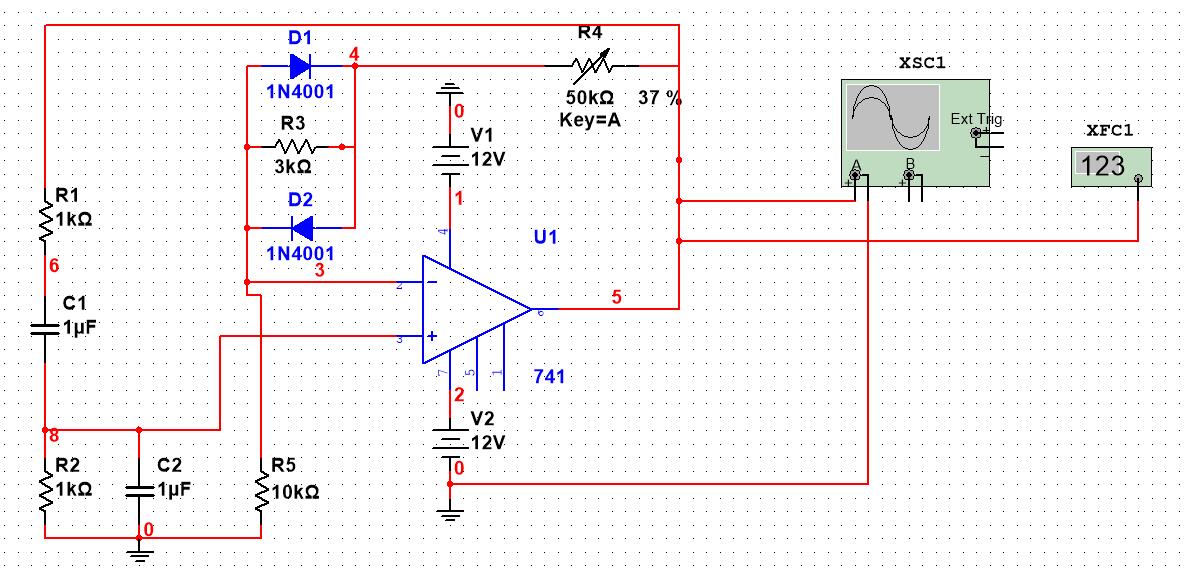 D1
1N4001
4
R4
50kΩ 37 %
Key=A
XSC1
Ext Trig
+
−
A
B
+
+
XFC1
123
R3
3kΩ
0
V1
12V
1
D2
1N4001
3
R1
1kΩ
6
C1
1µF
8
R2
1kΩ
C2
1µF
0
R5
10kΩ
U1
4
2
−
3
+
6
5
7
5
1
741
2
V2
12V
0